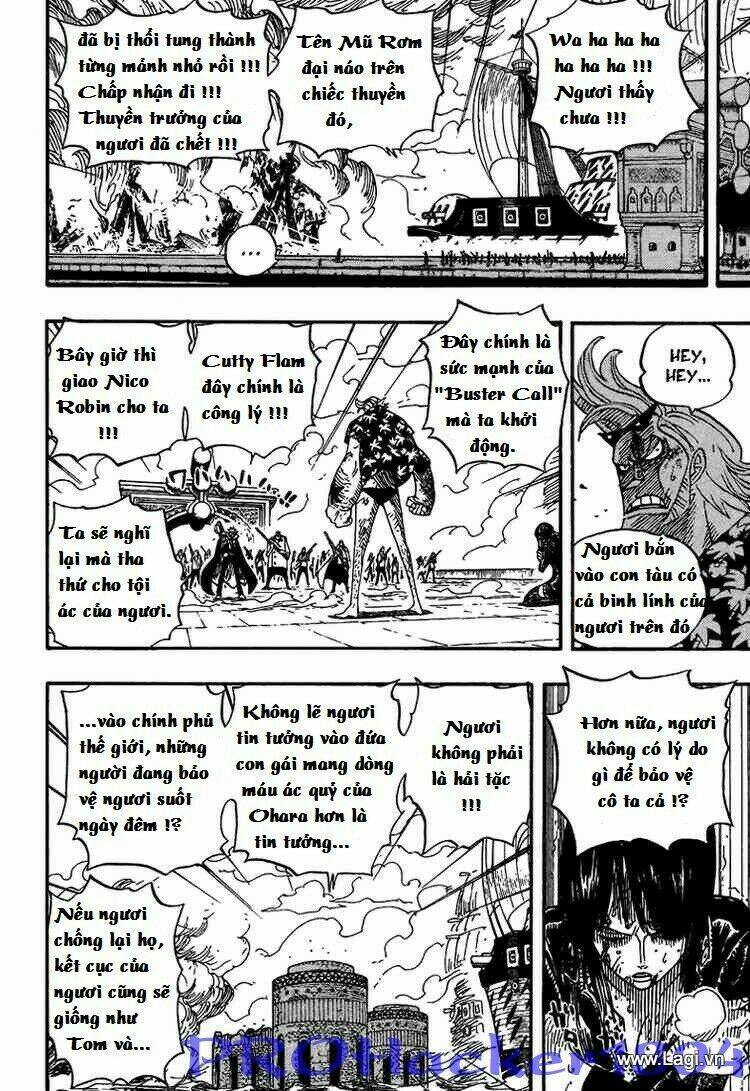 Wa ha ha ha
ha ha ha !!!
Ngươi thấy
chưa !!!
Tên Mũ Rơm
đại náo trên
chiếc thuyền
đó,
đã bị thổi tung thành
từng mảnh nhỏ rồi !!!
Chấp nhận đi !!!
Thuyền trưởng của
ngươi đã chết !!!
...
HEY,
HEY...
Ngươi bắn
vào con tàu có
cả binh lính của
ngươi trên đó
Đây chính là
sức mạnh của
"Buster Call"
mà ta khởi
động.
Cutty Flam
đây chính là
công lý !!!
Bây giờ thì
giao Nico
Robin cho ta
!!!
Ta sẽ nghĩ
lại mà tha
thứ cho tội
ác của ngươi.
Hơn nữa, ngươi
không có lý do
gì để bảo vệ
cô ta cả !?
Ngươi
không phải
là hải tặc
!!!
Không lẽ ngươi
tin tưởng vào đứa
con gái mang dòng
máu ác quỷ của
Ohara hơn là
tin tưởng...
...vào chính phủ
thế giới, những
người đang bảo
vệ ngươi suốt
ngày đêm !?
Nếu ngươi
chống lại họ,
kết cục của
ngươi cũng sẽ
giống như
Tom và...
PROHacker1904
www.Lagi.vn